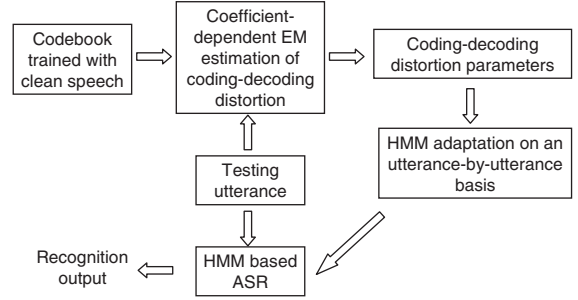 Codebook
trained with
clean speech
Coefficient-
dependent EM
estimation of
coding-decoding
distortion
Coding-decoding
distortion parameters
HMM adaptation on an
utterance-by-utterance
basis
Testing
utterance
HMM based
ASR
Recognition
output